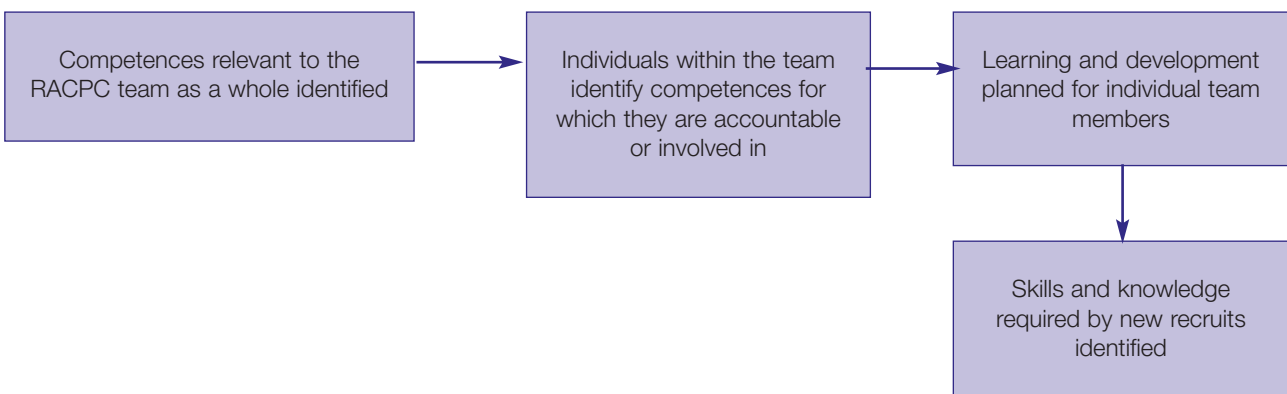 Competences relevant to the
RACPC team as a whole identified
Individuals within the team
identify competences for
which they are accountable
or involved in
Learning and development
planned for individual team
members
Skills and knowledge
required by new recruits
identified